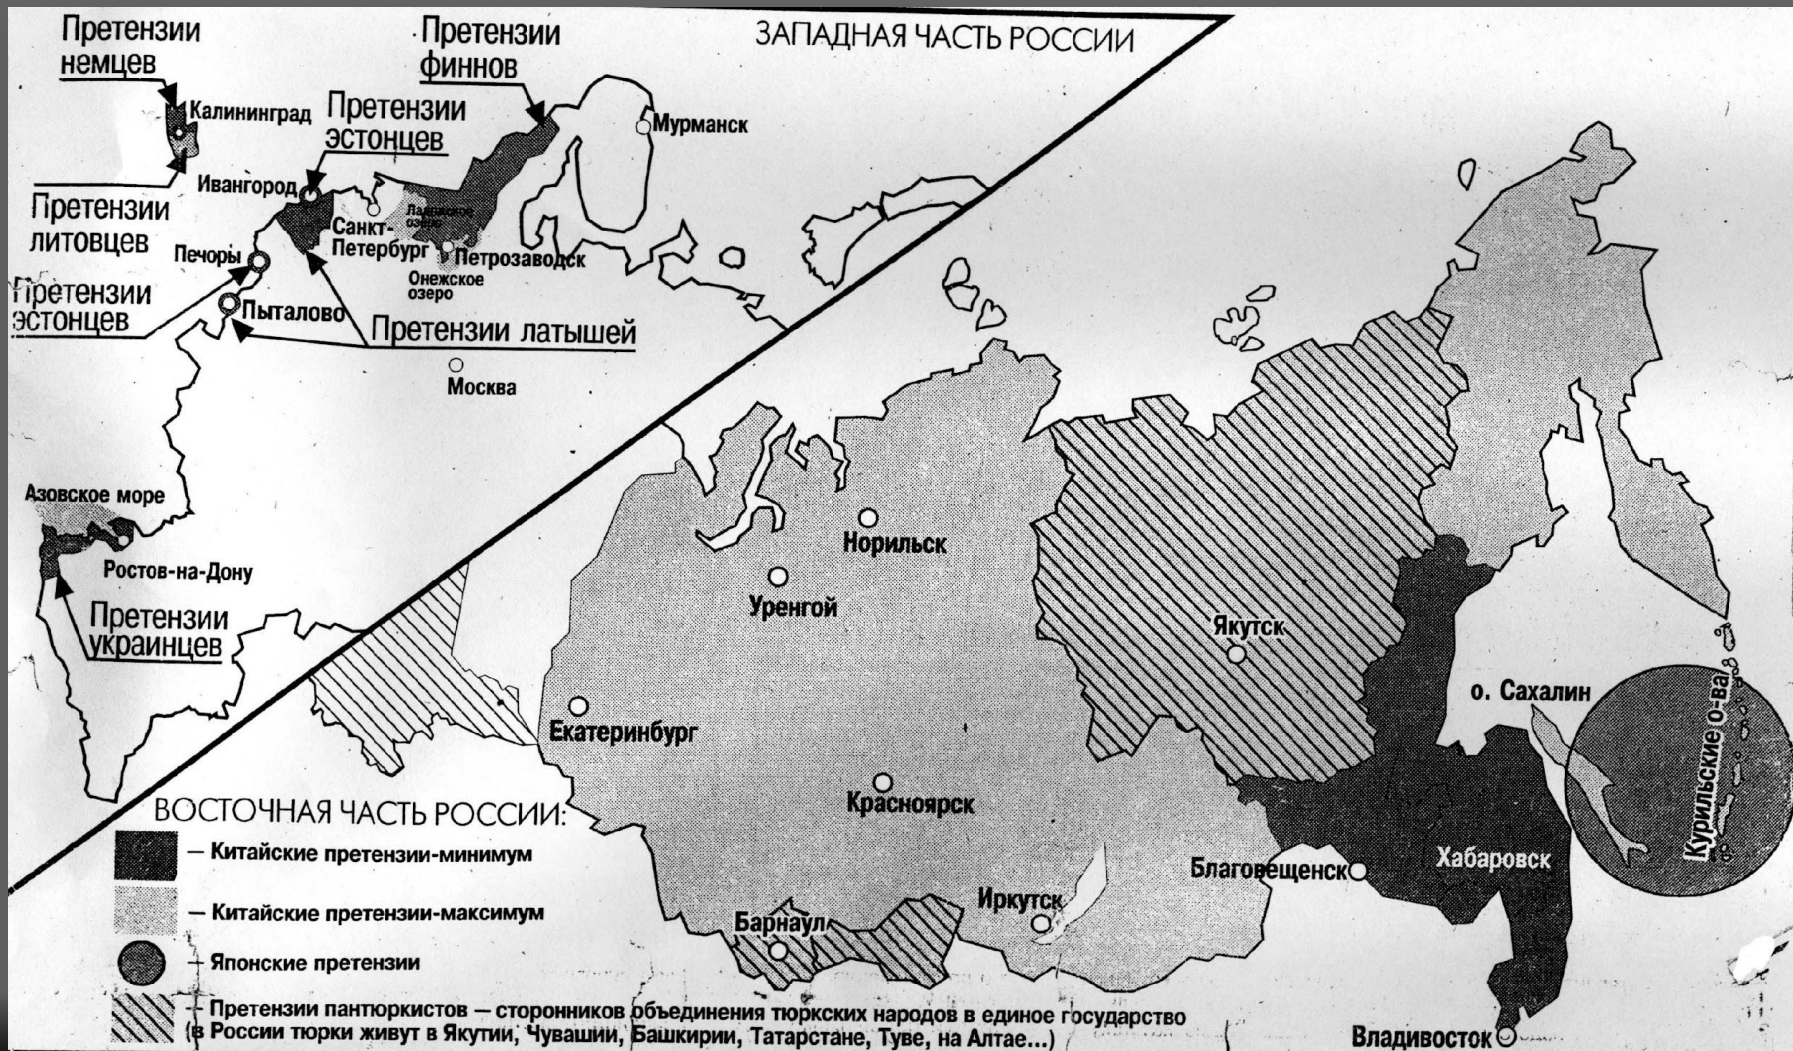 ЗАПАДНАЯ ЧАСТЬ РОССИИ
Претензии
немцев
Претензии
финнов
Калининград
Претензии
эстонцев
Мурманск
Ивангород
Претензии
литовцев
Ладожское
озеро
Санкт-
Петербург
Печоры
Петрозаводск
Онежское
озеро
Претензии
эстонцев
Пыталово
Претензии латышей
Москва
Азовское море
Ростов-на-Дону
Претензии
украинцев
Норильск
Уренгой
Якутск
о. Сахалин
Екатеринбург
Курильские о-ва
Красноярск
Хабаровск
Благовещенск
Иркутск
Барнаул
Владивосток
ВОСТОЧНАЯ ЧАСТЬ РОССИИ:
— Китайские претензии-минимум
— Китайские претензии-максимум
— Японские претензии
— Претензии пантюркистов — сторонников объединения тюркских народов в единое государство
(в России тюрки живут в Якутии, Чувашии, Башкирии, Татарстане, Туве, на Алтае...)